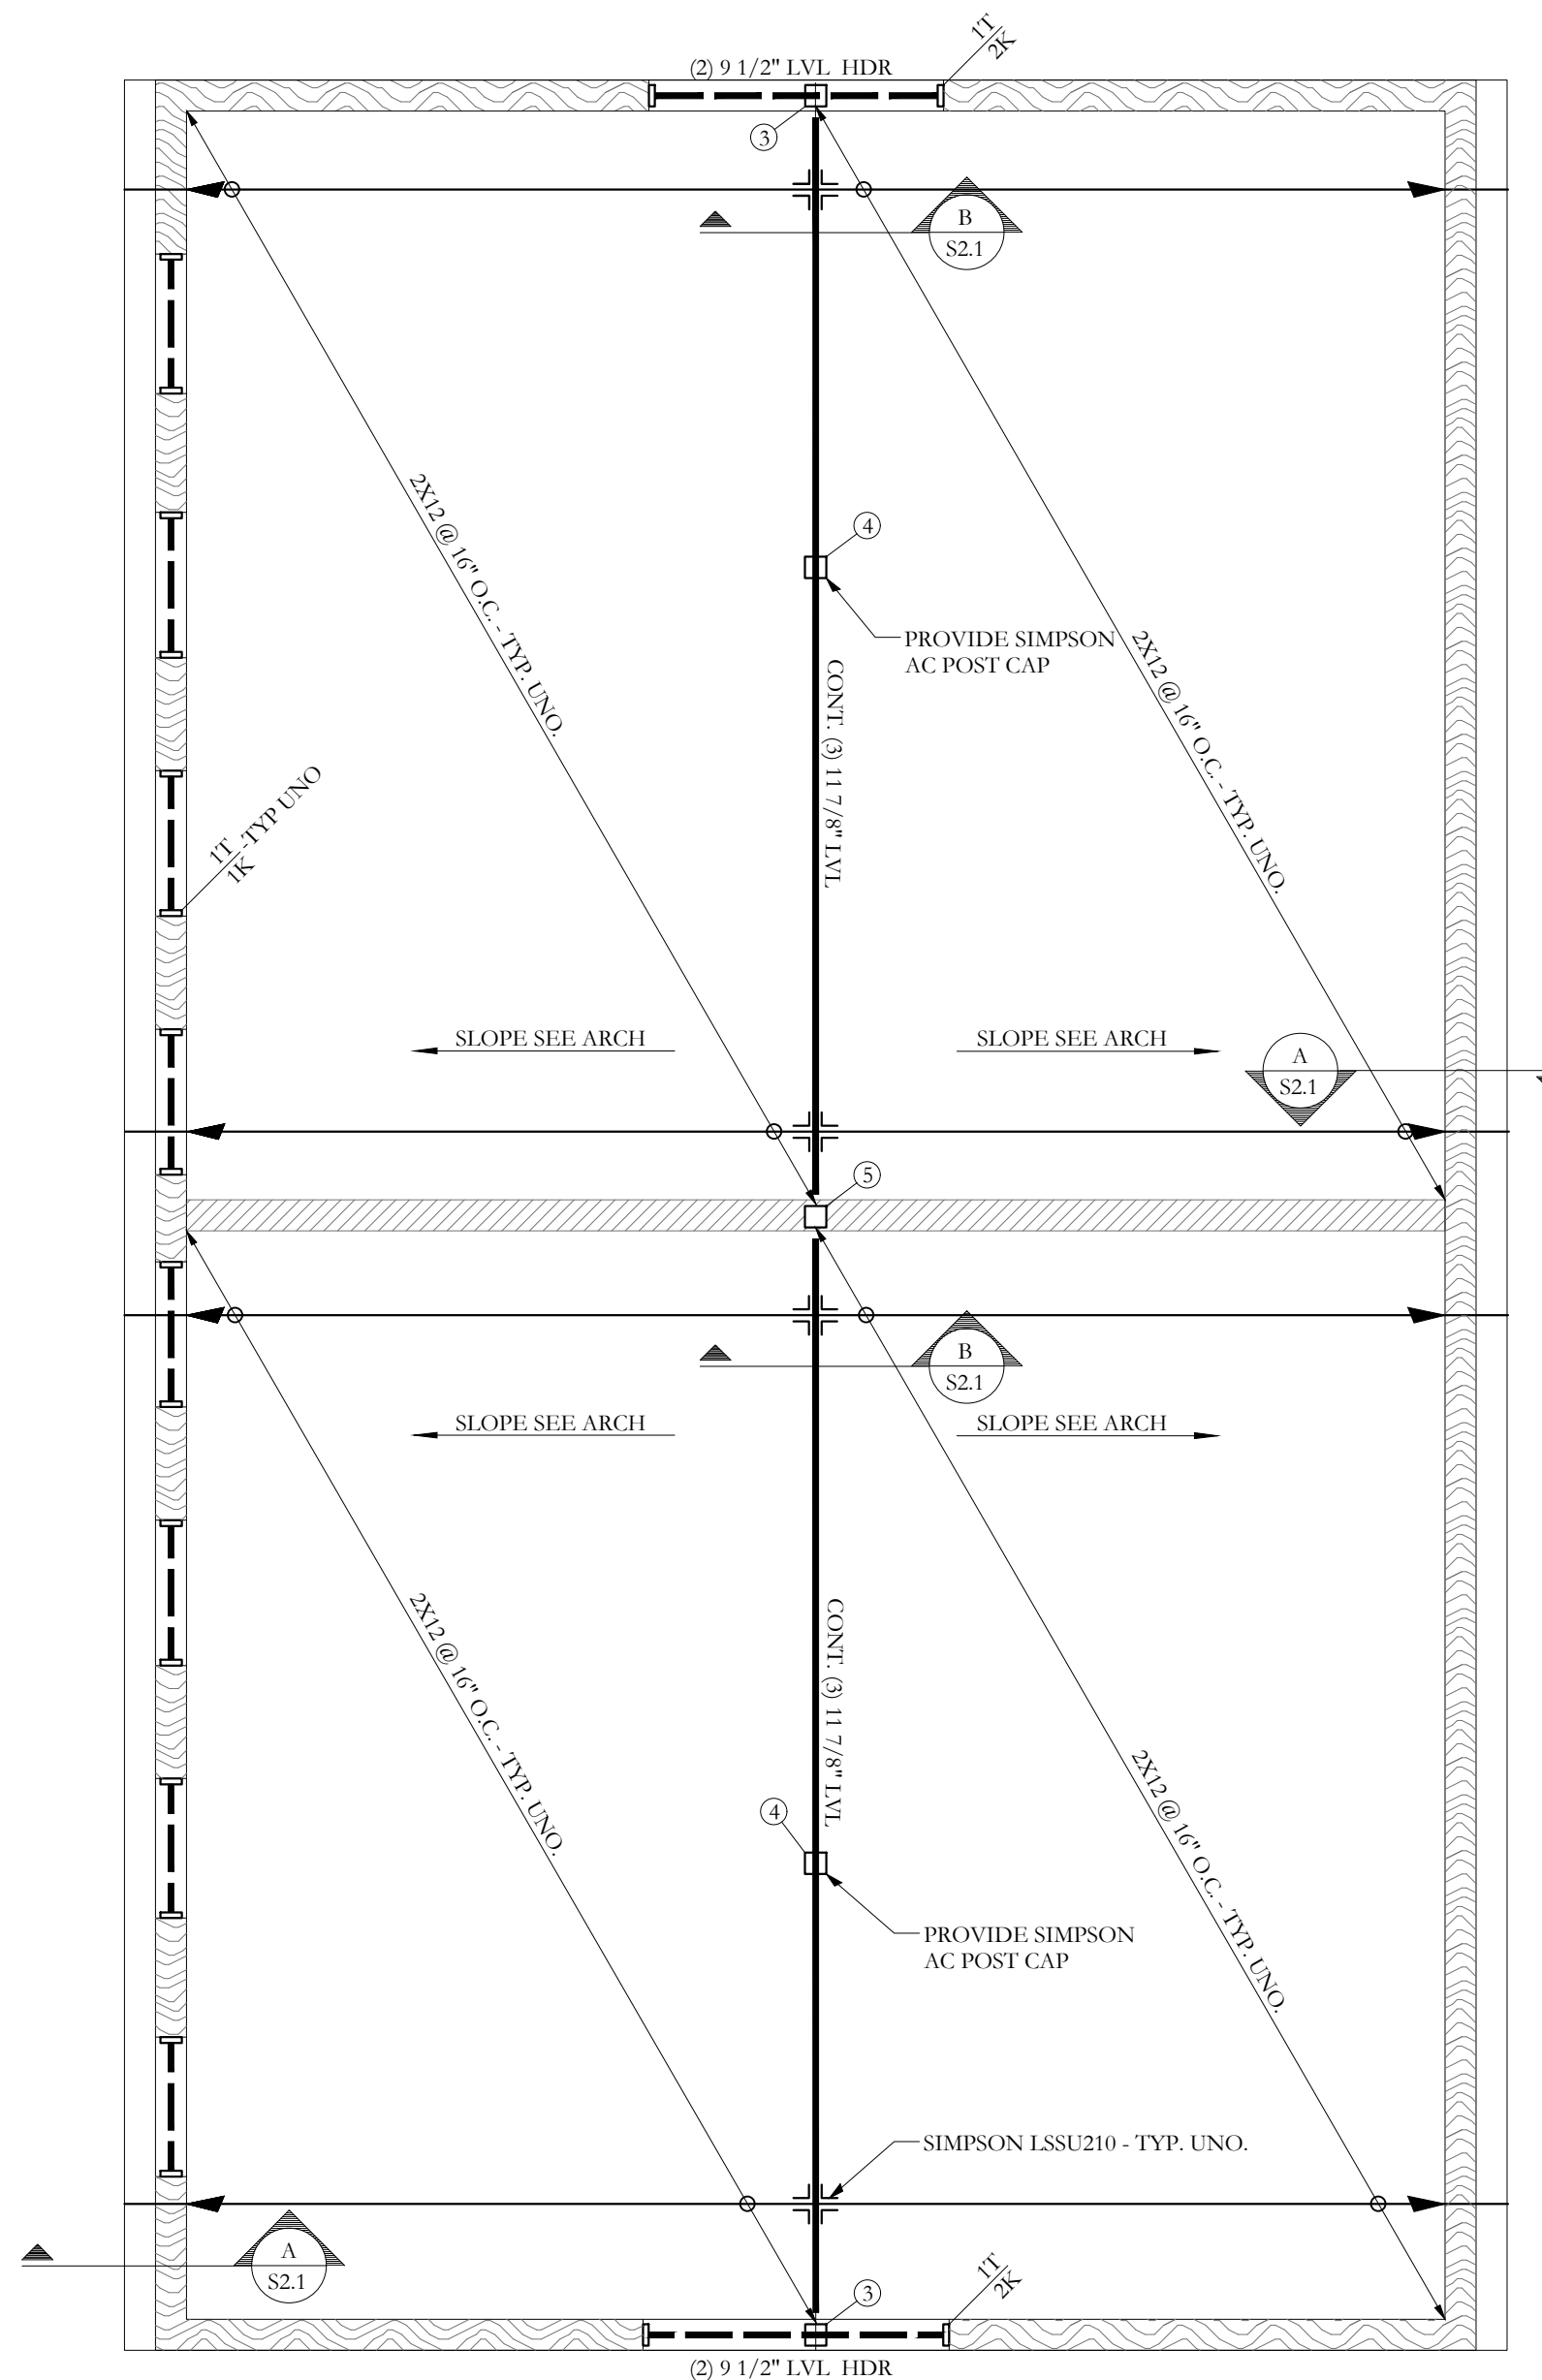 1T
2K
(2) 9 1/2" LVL HDR
3
B
S2.1
4
2X12 @ 16" O.C. - TYP. UNO.
2X12 @ 16" O.C. - TYP. UNO.
PROVIDE SIMPSON
AC POST CAP
CONT. (3) 11 7/8" LVL
1T
1K
-TYP UNO
SLOPE SEE ARCH
SLOPE SEE ARCH
A
S2.1
5
B
S2.1
SLOPE SEE ARCH
SLOPE SEE ARCH
2X12 @ 16" O.C. - TYP. UNO.
CONT. (3) 11 7/8" LVL
2X12 @ 16" O.C. - TYP. UNO.
4
PROVIDE SIMPSON
AC POST CAP
SIMPSON LSSU210 - TYP. UNO.
A
S2.1
3
1T
2K
(2) 9 1/2" LVL HDR